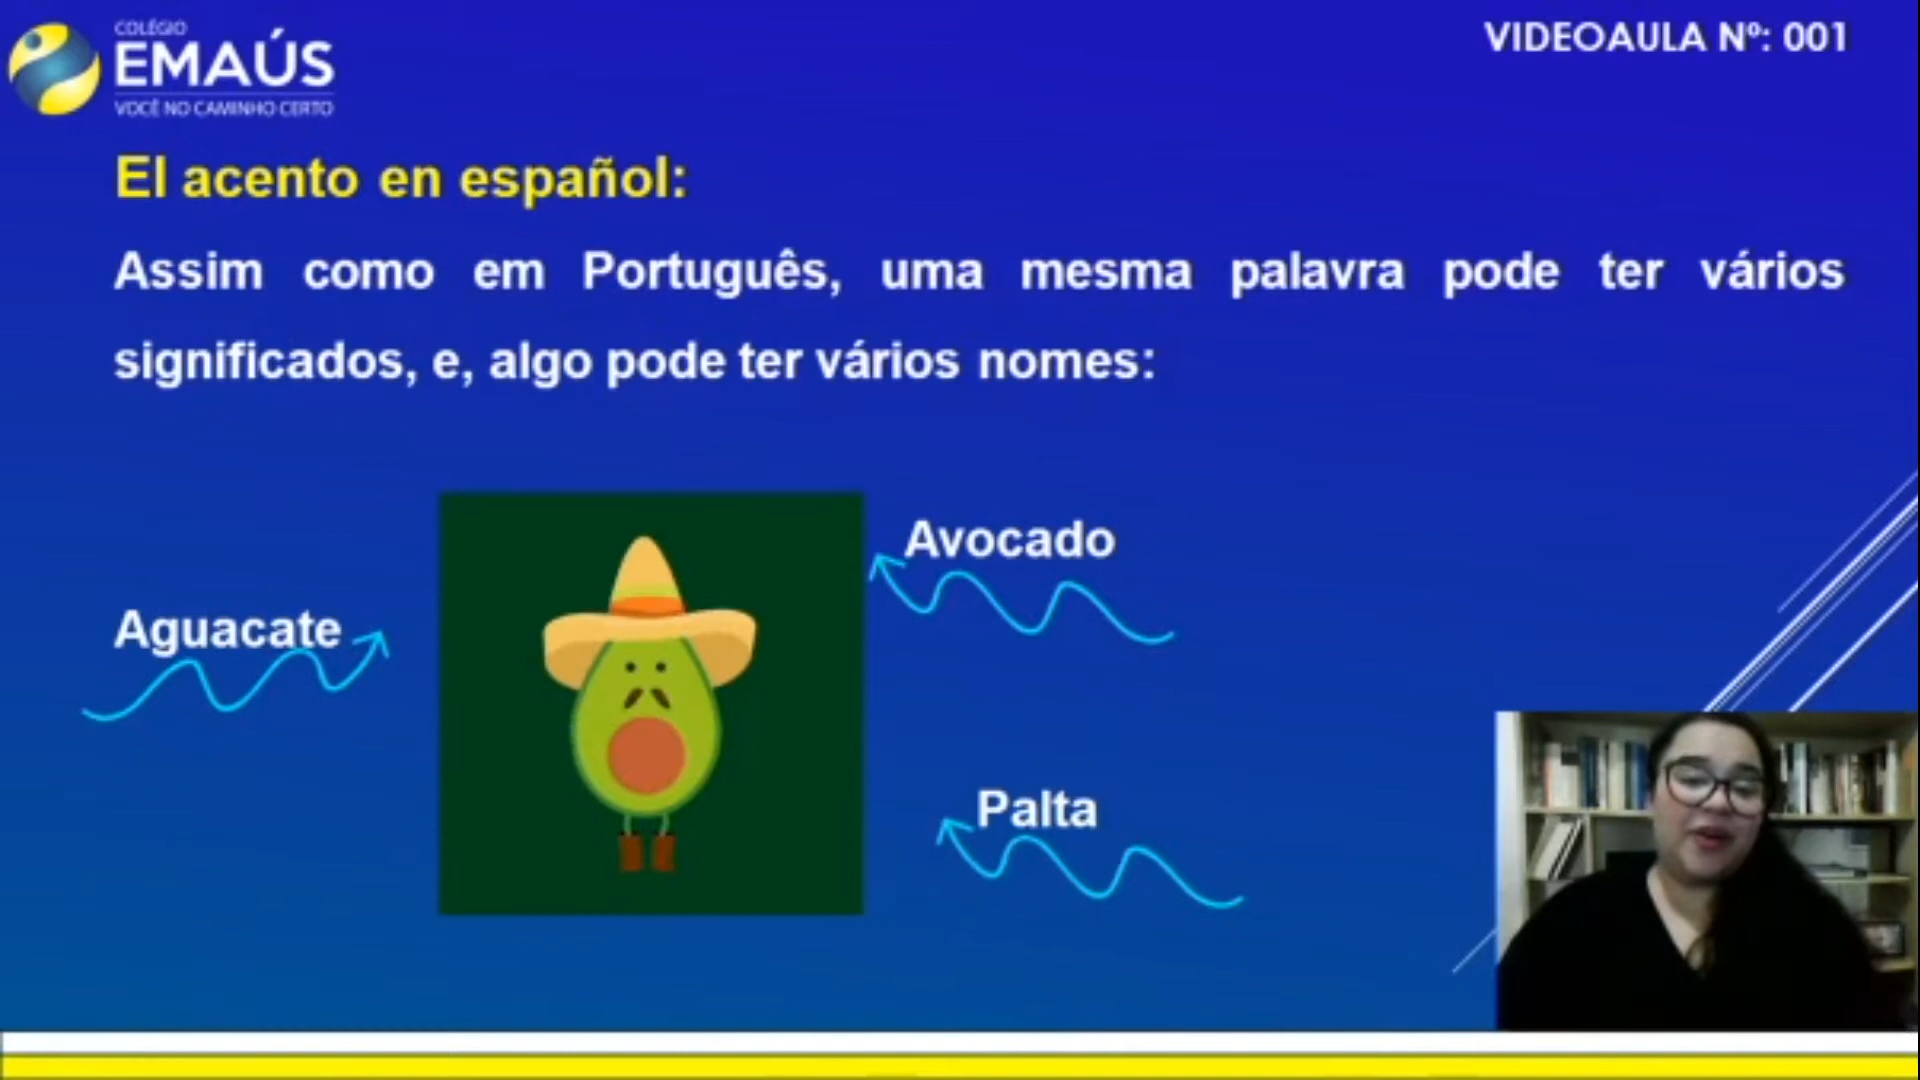 COLÉGIO
EMAÚS
VOCÊ NO CAMINHO CERTO
VIDEOAULA Nº: 001
El acento en español:
Assim como em Português, uma mesma palavra pode ter vários
significados, e, algo pode ter vários nomes:
Avocado
Aguacate
Palta